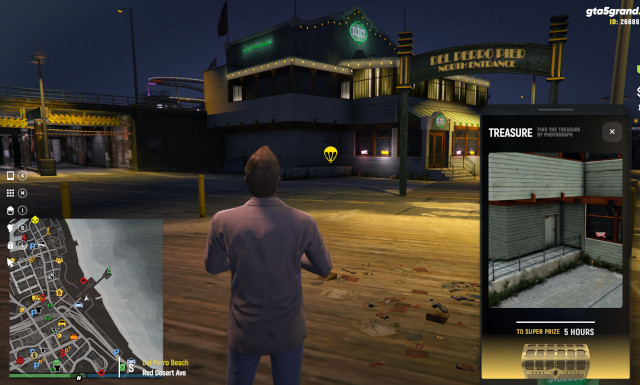 gta5grand.
ID: 26689
DEL PERRO PIER
NORTH ENTRANCE
TREASURE
FIND THE TREASURE
BY PHOTOGRAPH
TO SUPER PRIZE 5 HOURS
M
I
P
P
N
S
Del Perro Beach
Red Desert Ave
$